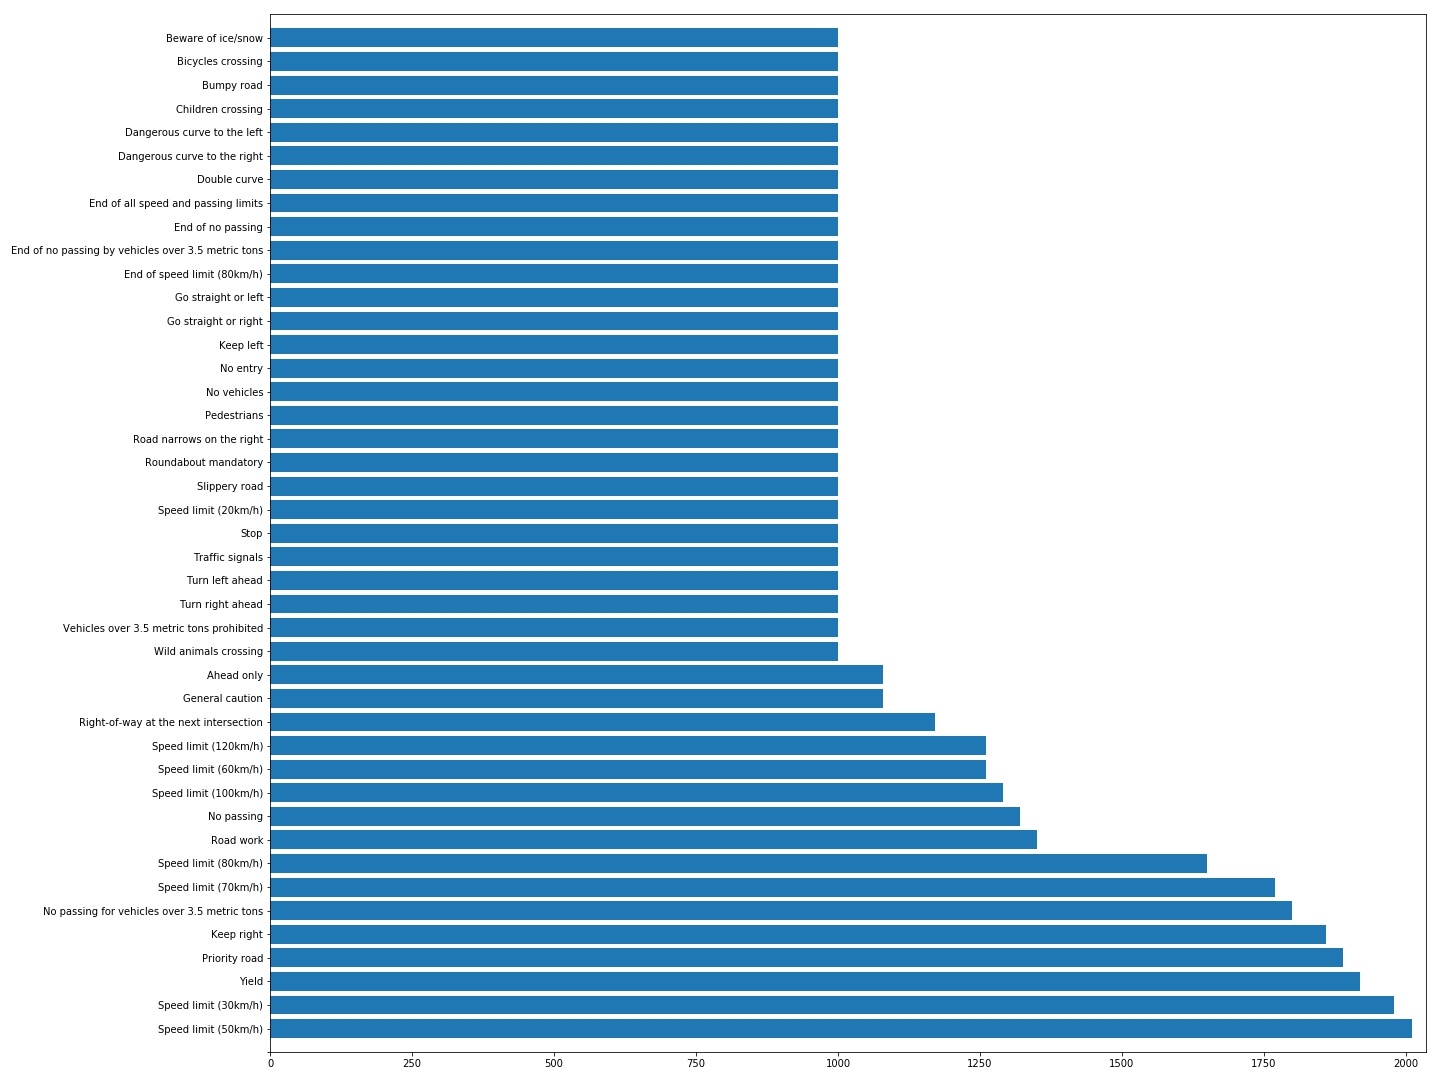 Beware of ice/snow
Bicycles crossing
Bumpy road
Children crossing
Dangerous curve to the left
Dangerous curve to the right
Double curve
End of all speed and passing limits
End of no passing
End of no passing by vehicles over 3.5 metric tons
End of speed limit (80km/h)
Go straight or left
Go straight or right
Keep left
No entry
No vehicles
Pedestrians
Road narrows on the right
Roundabout mandatory
Slippery road
Speed limit (20km/h)
Stop
Traffic signals
Turn left ahead
Turn right ahead
Vehicles over 3.5 metric tons prohibited
Wild animals crossing
Ahead only
General caution
Right-of-way at the next intersection
Speed limit (120km/h)
Speed limit (60km/h)
Speed limit (100km/h)
No passing
Road work
Speed limit (80km/h)
Speed limit (70km/h)
No passing for vehicles over 3.5 metric tons
Keep right
Priority road
Yield
Speed limit (30km/h)
Speed limit (50km/h)
0 250 500 750 1000 1250 1500 1750 2000